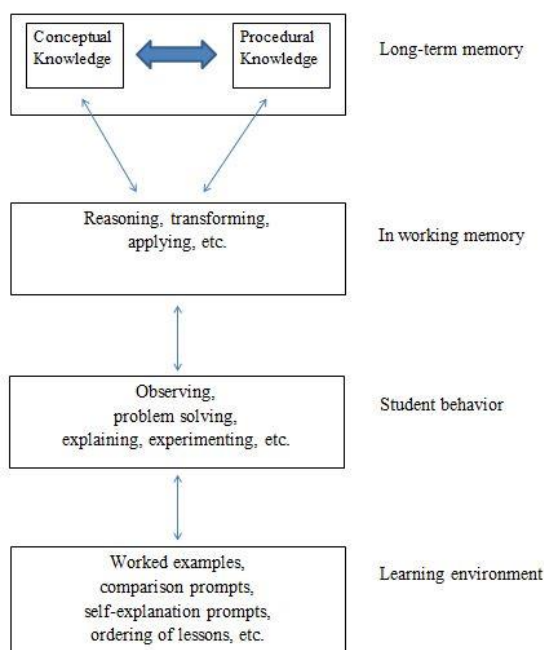 Conceptual
Knowledge
Procedural
Knowledge
Long-term memory
Reasoning, transforming,
applying, etc.
In working memory
Observing,
problem solving,
explaining, experimenting, etc.
Student behavior
Worked examples,
comparison prompts,
self-explanation prompts,
ordering of lessons, etc.
Learning environment